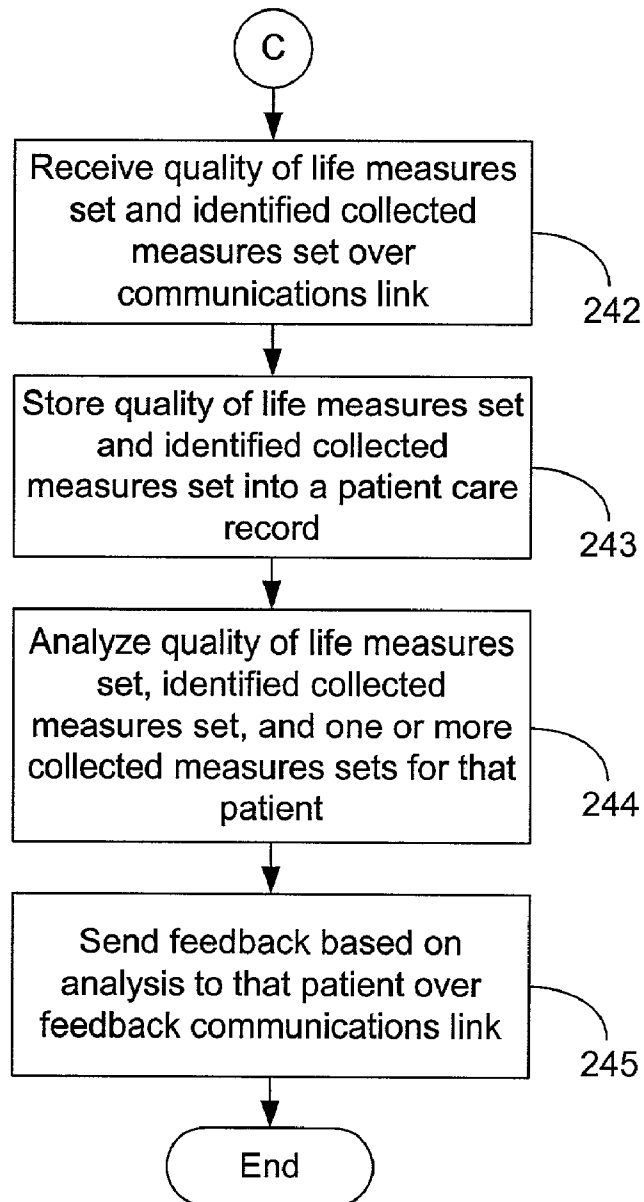 C
Receive quality of life measures
set and identified collected
measures set over
communications link
242
Store quality of life measures set
and identified collected
measures set into a patient care
record
243
Analyze quality of life measures
set, identified collected
measures set, and one or more
collected measures sets for that
patient
244
Send feedback based on
analysis to that patient over
feedback communications link
245
End